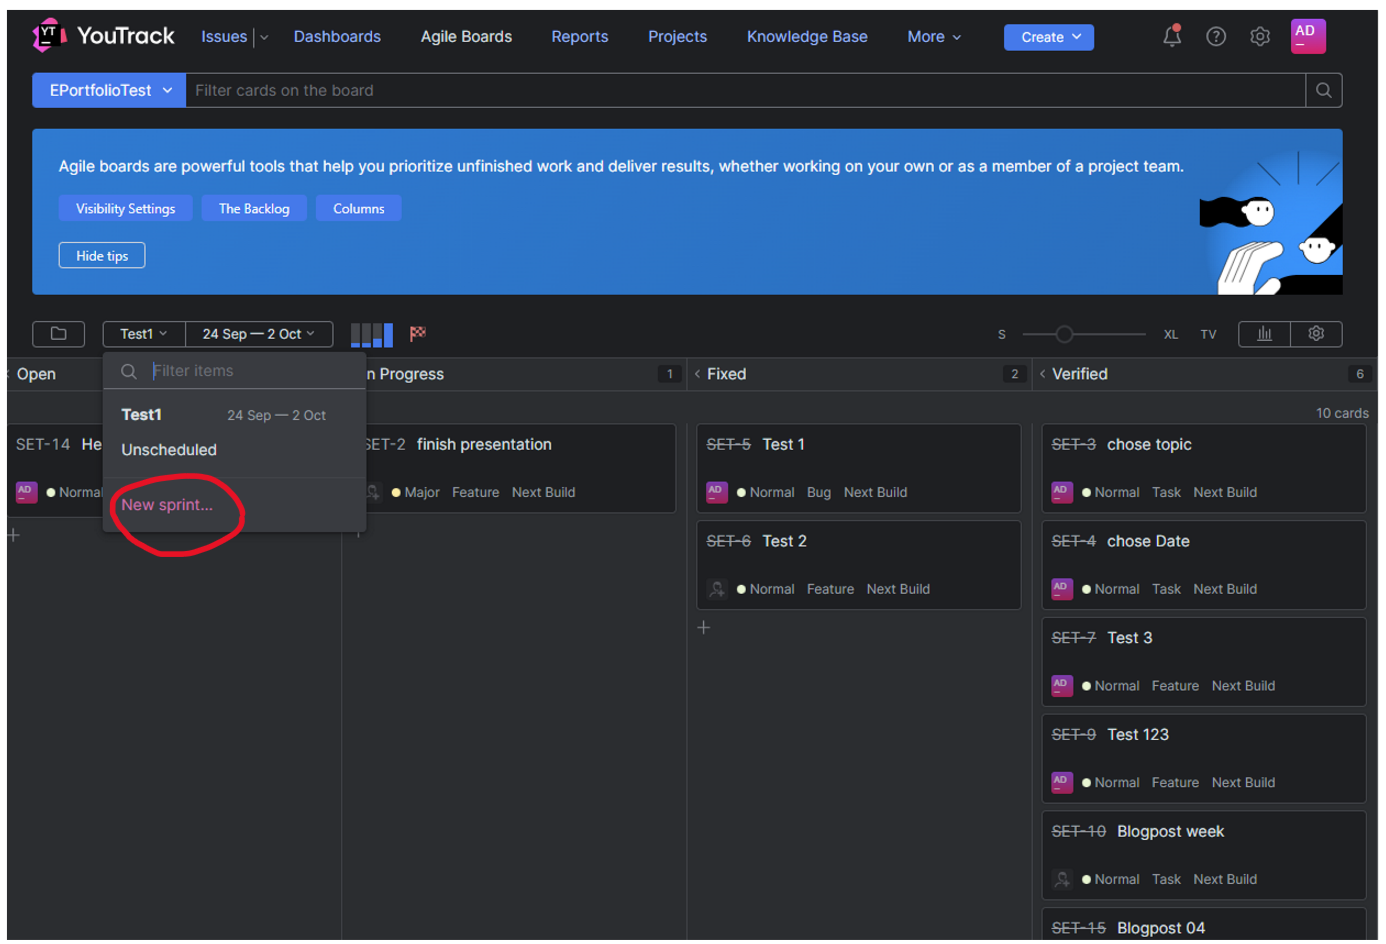 YT YouTrack Issues Dashboards Agile Boards Reports Projects Knowledge Base More Create AD
EPortfolioTest Filter cards on the board
Agile boards are powerful tools that help you prioritize unfinished work and deliver results, whether working on your own or as a member of a project team.
Visibility Settings The Backlog Columns
Hide tips
Test1 24 Sep — 2 Oct S XL TV
Open
Filter items
Test1 24 Sep — 2 Oct
Unscheduled
New sprint...
SET-14 He
AD Normal
n Progress 1
SET-2 finish presentation
Major Feature Next Build
Fixed 2
SET-5 Test 1
AD Normal Bug Next Build
SET-6 Test 2
Normal Feature Next Build
Verified 6
10 cards
SET-3 chose topic
AD Normal Task Next Build
SET-4 chose Date
AD Normal Task Next Build
SET-7 Test 3
AD Normal Feature Next Build
SET-9 Test 123
AD Normal Feature Next Build
SET-10 Blogpost week
Normal Task Next Build
SET-15 Blogpost 04